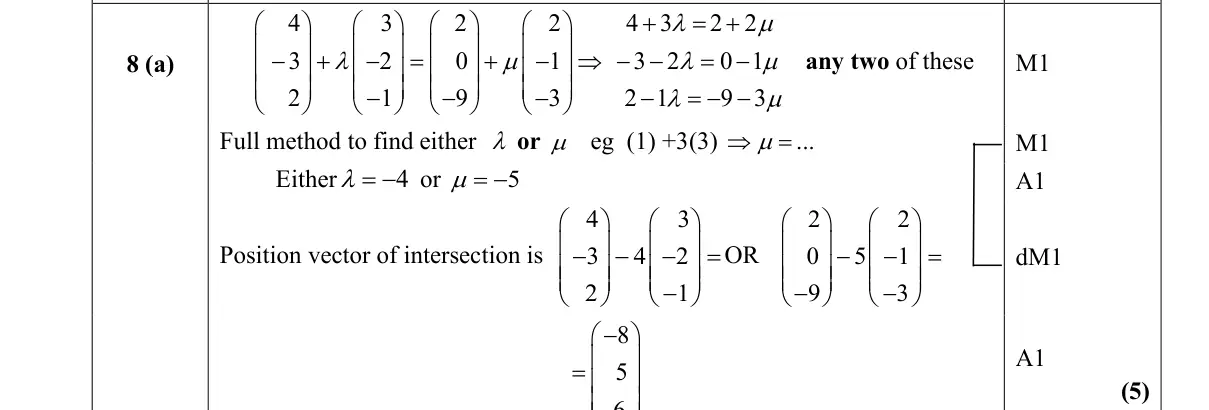 8 (a)
( 4 −3 2 ) + λ ( 3 −2 −1 ) = ( 2 0 −9 ) + μ ( 2 −1 −3 ) ⇒ 4 + 3λ = 2 + 2μ
−3 − 2λ = 0 − 1μ any two of these M1
2 − 1λ = −9 − 3μ
Full method to find either λ or μ eg (1) +3(3) ⇒ μ = ... M1
Either λ = −4 or μ = −5 A1
Position vector of intersection is ( 4 −3 2 ) − 4 ( 3 −2 −1 ) = OR ( 2 0 −9 ) − 5 ( 2 −1 −3 ) = dM1
= ( −8 5 6 ) A1
(5)